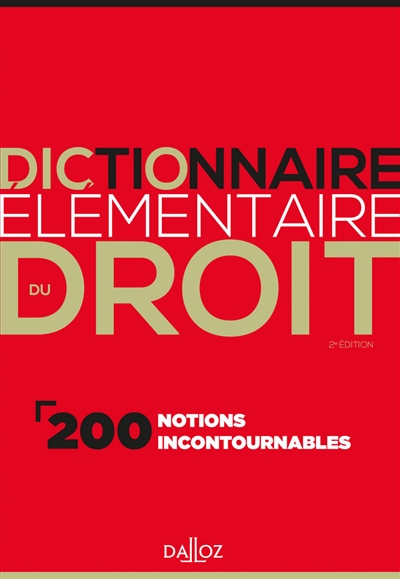 DICTIONNAIRE
ÉLÉMENTAIRE
DU DROIT
2e ÉDITION
200 NOTIONS
INCONTOURNABLES
DALLOZ